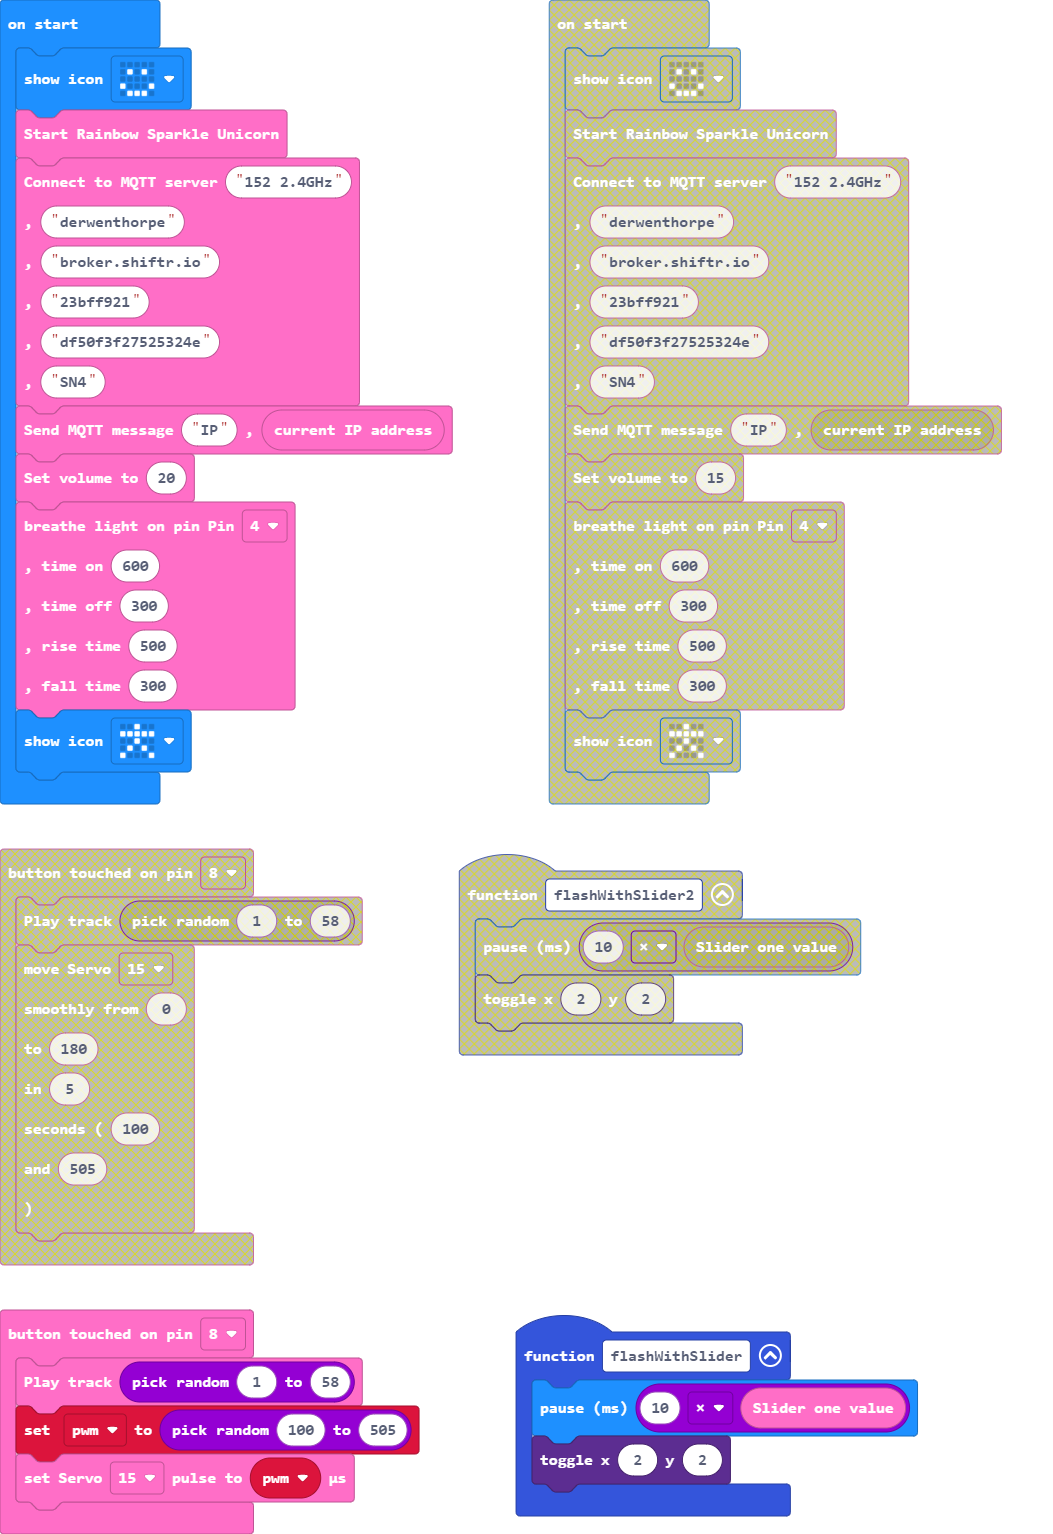 on start
show icon
Start Rainbow Sparkle Unicorn
Connect to MQTT server "152 2.4GHz"
, "derwenthorpe"
, "broker.shiftr.io"
, "23bff921"
, "df50f3f27525324e"
, "SN4"
Send MQTT message "IP" , current IP address
Set volume to 20
breathe light on pin Pin 4
, time on 600
, time off 300
, rise time 500
, fall time 300
show icon
on start
show icon
Start Rainbow Sparkle Unicorn
Connect to MQTT server "152 2.4GHz"
, "derwenthorpe"
, "broker.shiftr.io"
, "23bff921"
, "df50f3f27525324e"
, "SN4"
Send MQTT message "IP" , current IP address
Set volume to 15
breathe light on pin Pin 4
, time on 600
, time off 300
, rise time 500
, fall time 300
show icon
button touched on pin 8
Play track pick random 1 to 58
move Servo 15
smoothly from 0
to 180
in 5
seconds ( 100
and 505
)
function flashWithSlider2
pause (ms) 10 × Slider one value
toggle x 2 y 2
button touched on pin 8
Play track pick random 1 to 58
set pwm to pick random 100 to 505
set Servo 15 pulse to pwm µs
function flashWithSlider
pause (ms) 10 × Slider one value
toggle x 2 y 2